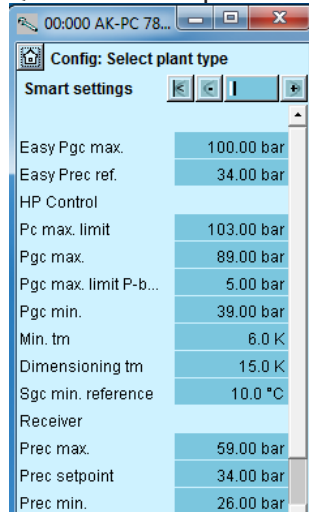 00:000 AK-PC 78...
Config: Select plant type
Smart settings
Easy Pgc max. 100.00 bar
Easy Prec ref. 34.00 bar
HP Control
Pc max. limit 103.00 bar
Pgc max. 89.00 bar
Pgc max. limit P-b... 5.00 bar
Pgc min. 39.00 bar
Min. tm 6.0 K
Dimensioning tm 15.0 K
Sgc min. reference 10.0 °C
Receiver
Prec max. 59.00 bar
Prec setpoint 34.00 bar
Prec min. 26.00 bar